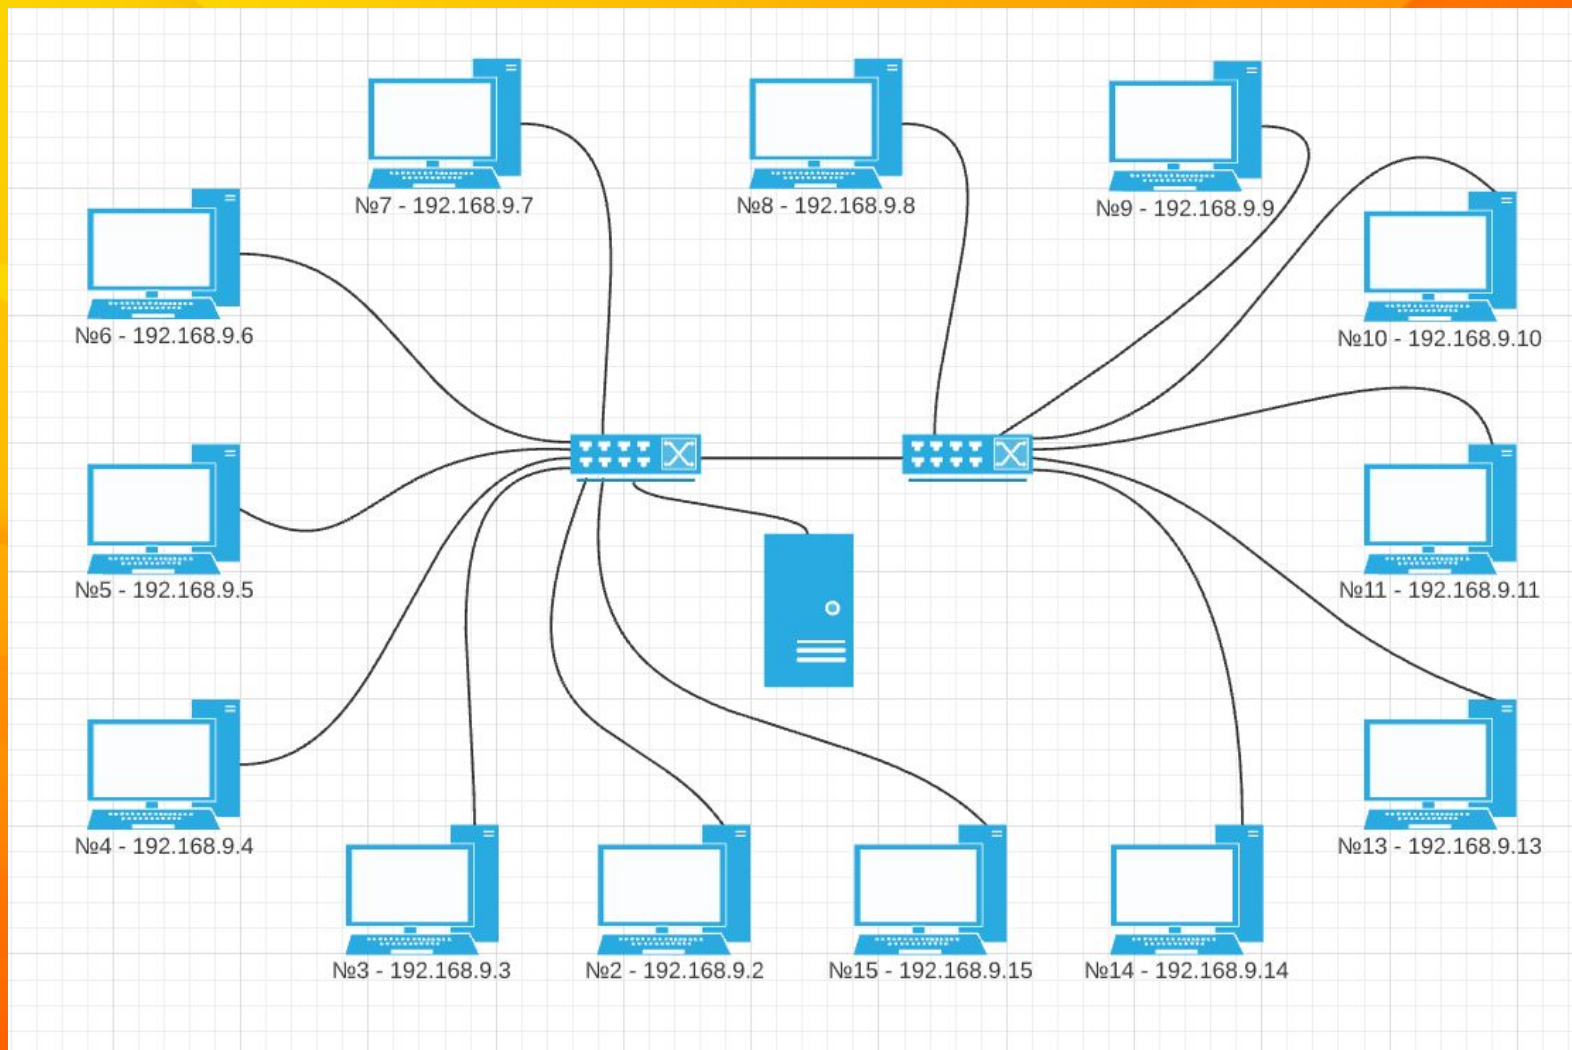 №7 - 192.168.9.7
№8 - 192.168.9.8
№9 - 192.168.9.9
№6 - 192.168.9.6
№10 - 192.168.9.10
№5 - 192.168.9.5
№11 - 192.168.9.11
№4 - 192.168.9.4
№13 - 192.168.9.13
№3 - 192.168.9.3
№2 - 192.168.9.2
№15 - 192.168.9.15
№14 - 192.168.9.14